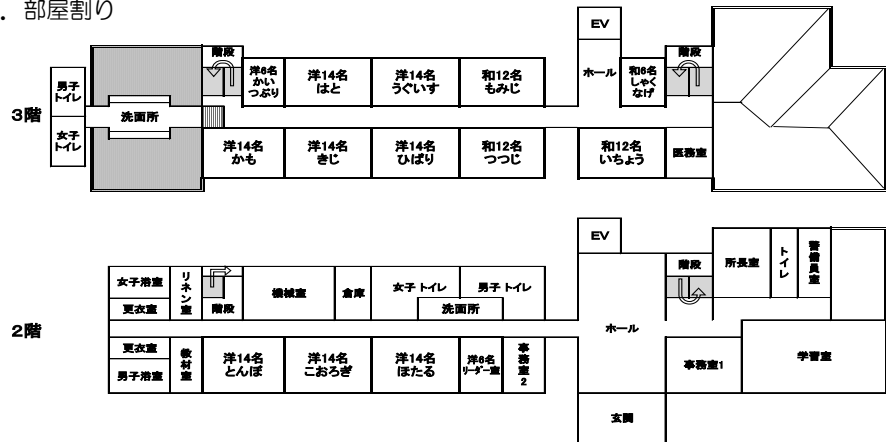 . 部屋割り
EV
階段
洋6名
かい
つぶり
洋14名
はと
洋14名
うぐいす
和12名
もみじ
ホール
和6名
しゃく
なげ
階段
男子
トイレ
3階
洗面所
女子
トイレ
洋14名
かも
洋14名
きじ
洋14名
ひばり
和12名
つつじ
和12名
いちょう
医務室
EV
階段
所長室
トイレ
警備員室
女子浴室
リネン室
機械室
倉庫
女子トイレ
男子トイレ
更衣室
階段
洗面所
2階
ホール
更衣室
教材室
洋14名
とんぼ
洋14名
こおろぎ
洋14名
ほたる
洋6名
リーダー室
事務室2
事務室1
学習室
男子浴室
玄関